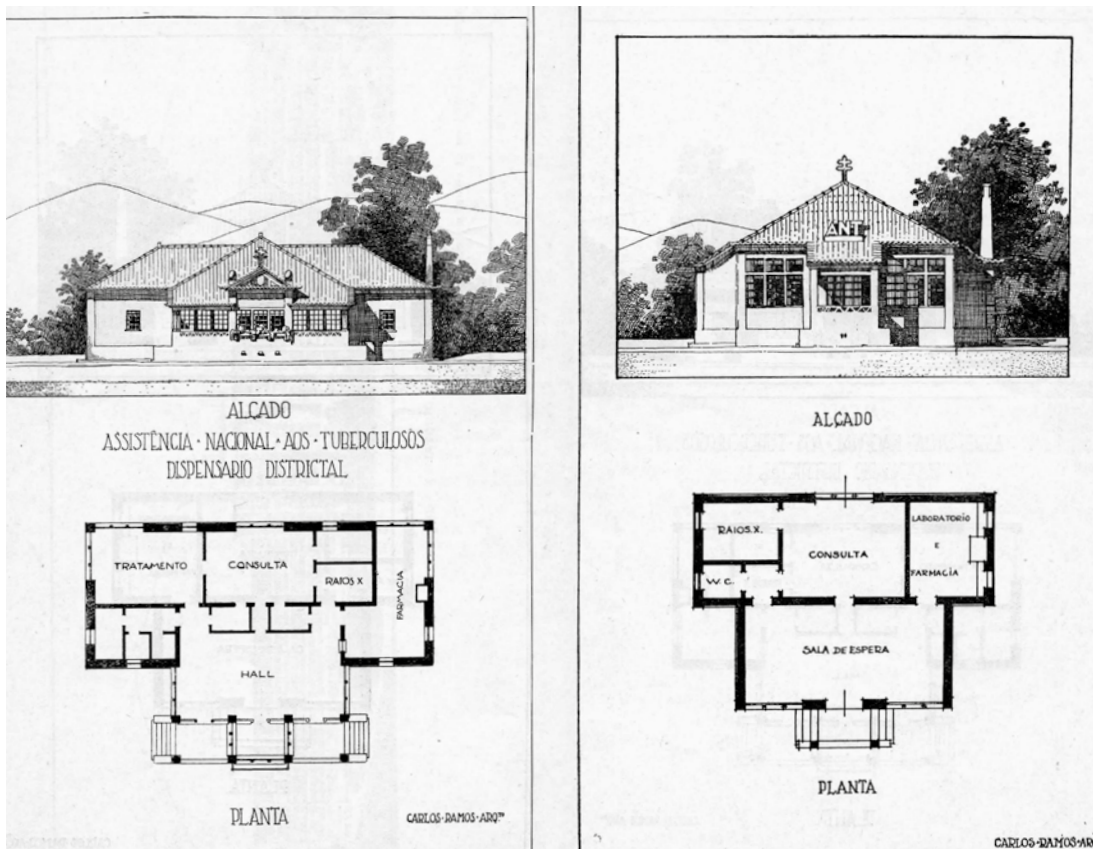 ALÇADO
ASSISTÊNCIA · NACIONAL · AOS · TUBERCULOSOS
DISPENSARIO DISTRICTAL
TRATAMENTO
CONSULTA
RAIOS X
FARMACIA
HALL
PLANTA
CARLOS·RAMOS·ARQTO
ANT
ALÇADO
RAIOS.X.
W.C.
CONSULTA
LABORATORIO
E
FARMACIA
SALA DE ESPERA
PLANTA
CARLOS·RAMOS·ARQ